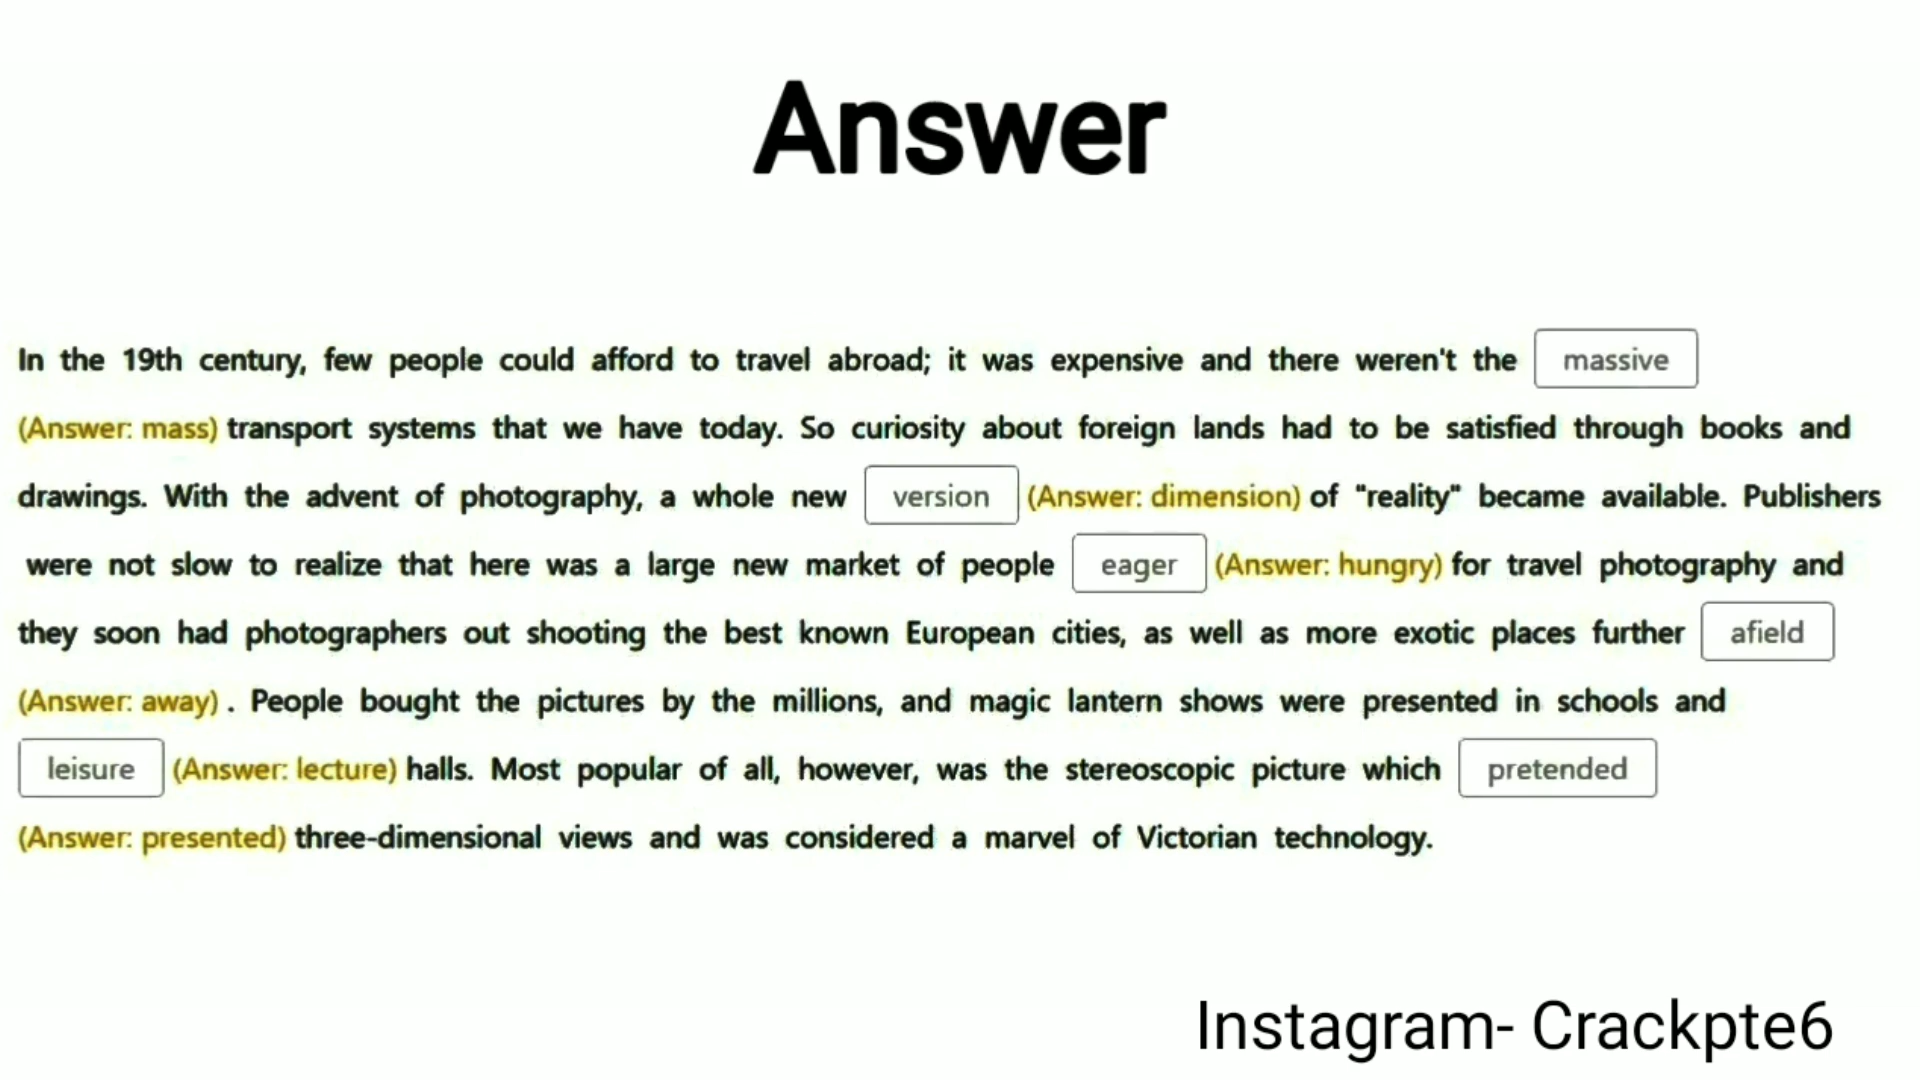 Answer
In the 19th century, few people could afford to travel abroad; it was expensive and there weren't the massive
(Answer: mass) transport systems that we have today. So curiosity about foreign lands had to be satisfied through books and
drawings. With the advent of photography, a whole new version (Answer: dimension) of "reality" became available. Publishers
were not slow to realize that here was a large new market of people eager (Answer: hungry) for travel photography and
they soon had photographers out shooting the best known European cities, as well as more exotic places further afield
(Answer: away) . People bought the pictures by the millions, and magic lantern shows were presented in schools and
leisure (Answer: lecture) halls. Most popular of all, however, was the stereoscopic picture which pretended
(Answer: presented) three-dimensional views and was considered a marvel of Victorian technology.
Instagram- Crackpte6